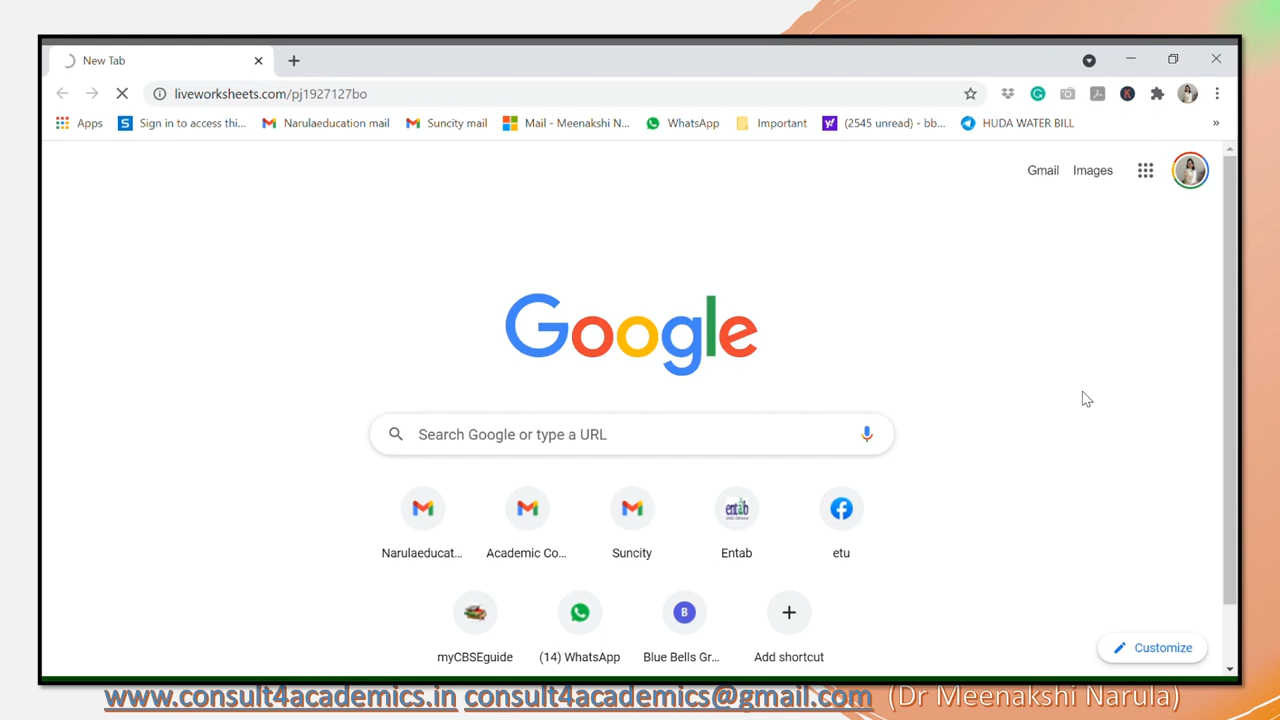 New Tab
liveworksheets.com/pj1927127bo
Apps Sign in to access thi... Narulaeducation mail Suncity mail Mail - Meenakshi N... WhatsApp Important (2545 unread) - bb... HUDA WATER BILL »
Gmail Images
Google
Search Google or type a URL
Narulaeducat... Academic Co... Suncity Entab etu
myCBSEguide (14) WhatsApp Blue Bells Gr... Add shortcut
Customize
www.consult4academics.in consult4academics@gmail.com (Dr Meenakshi Narula)